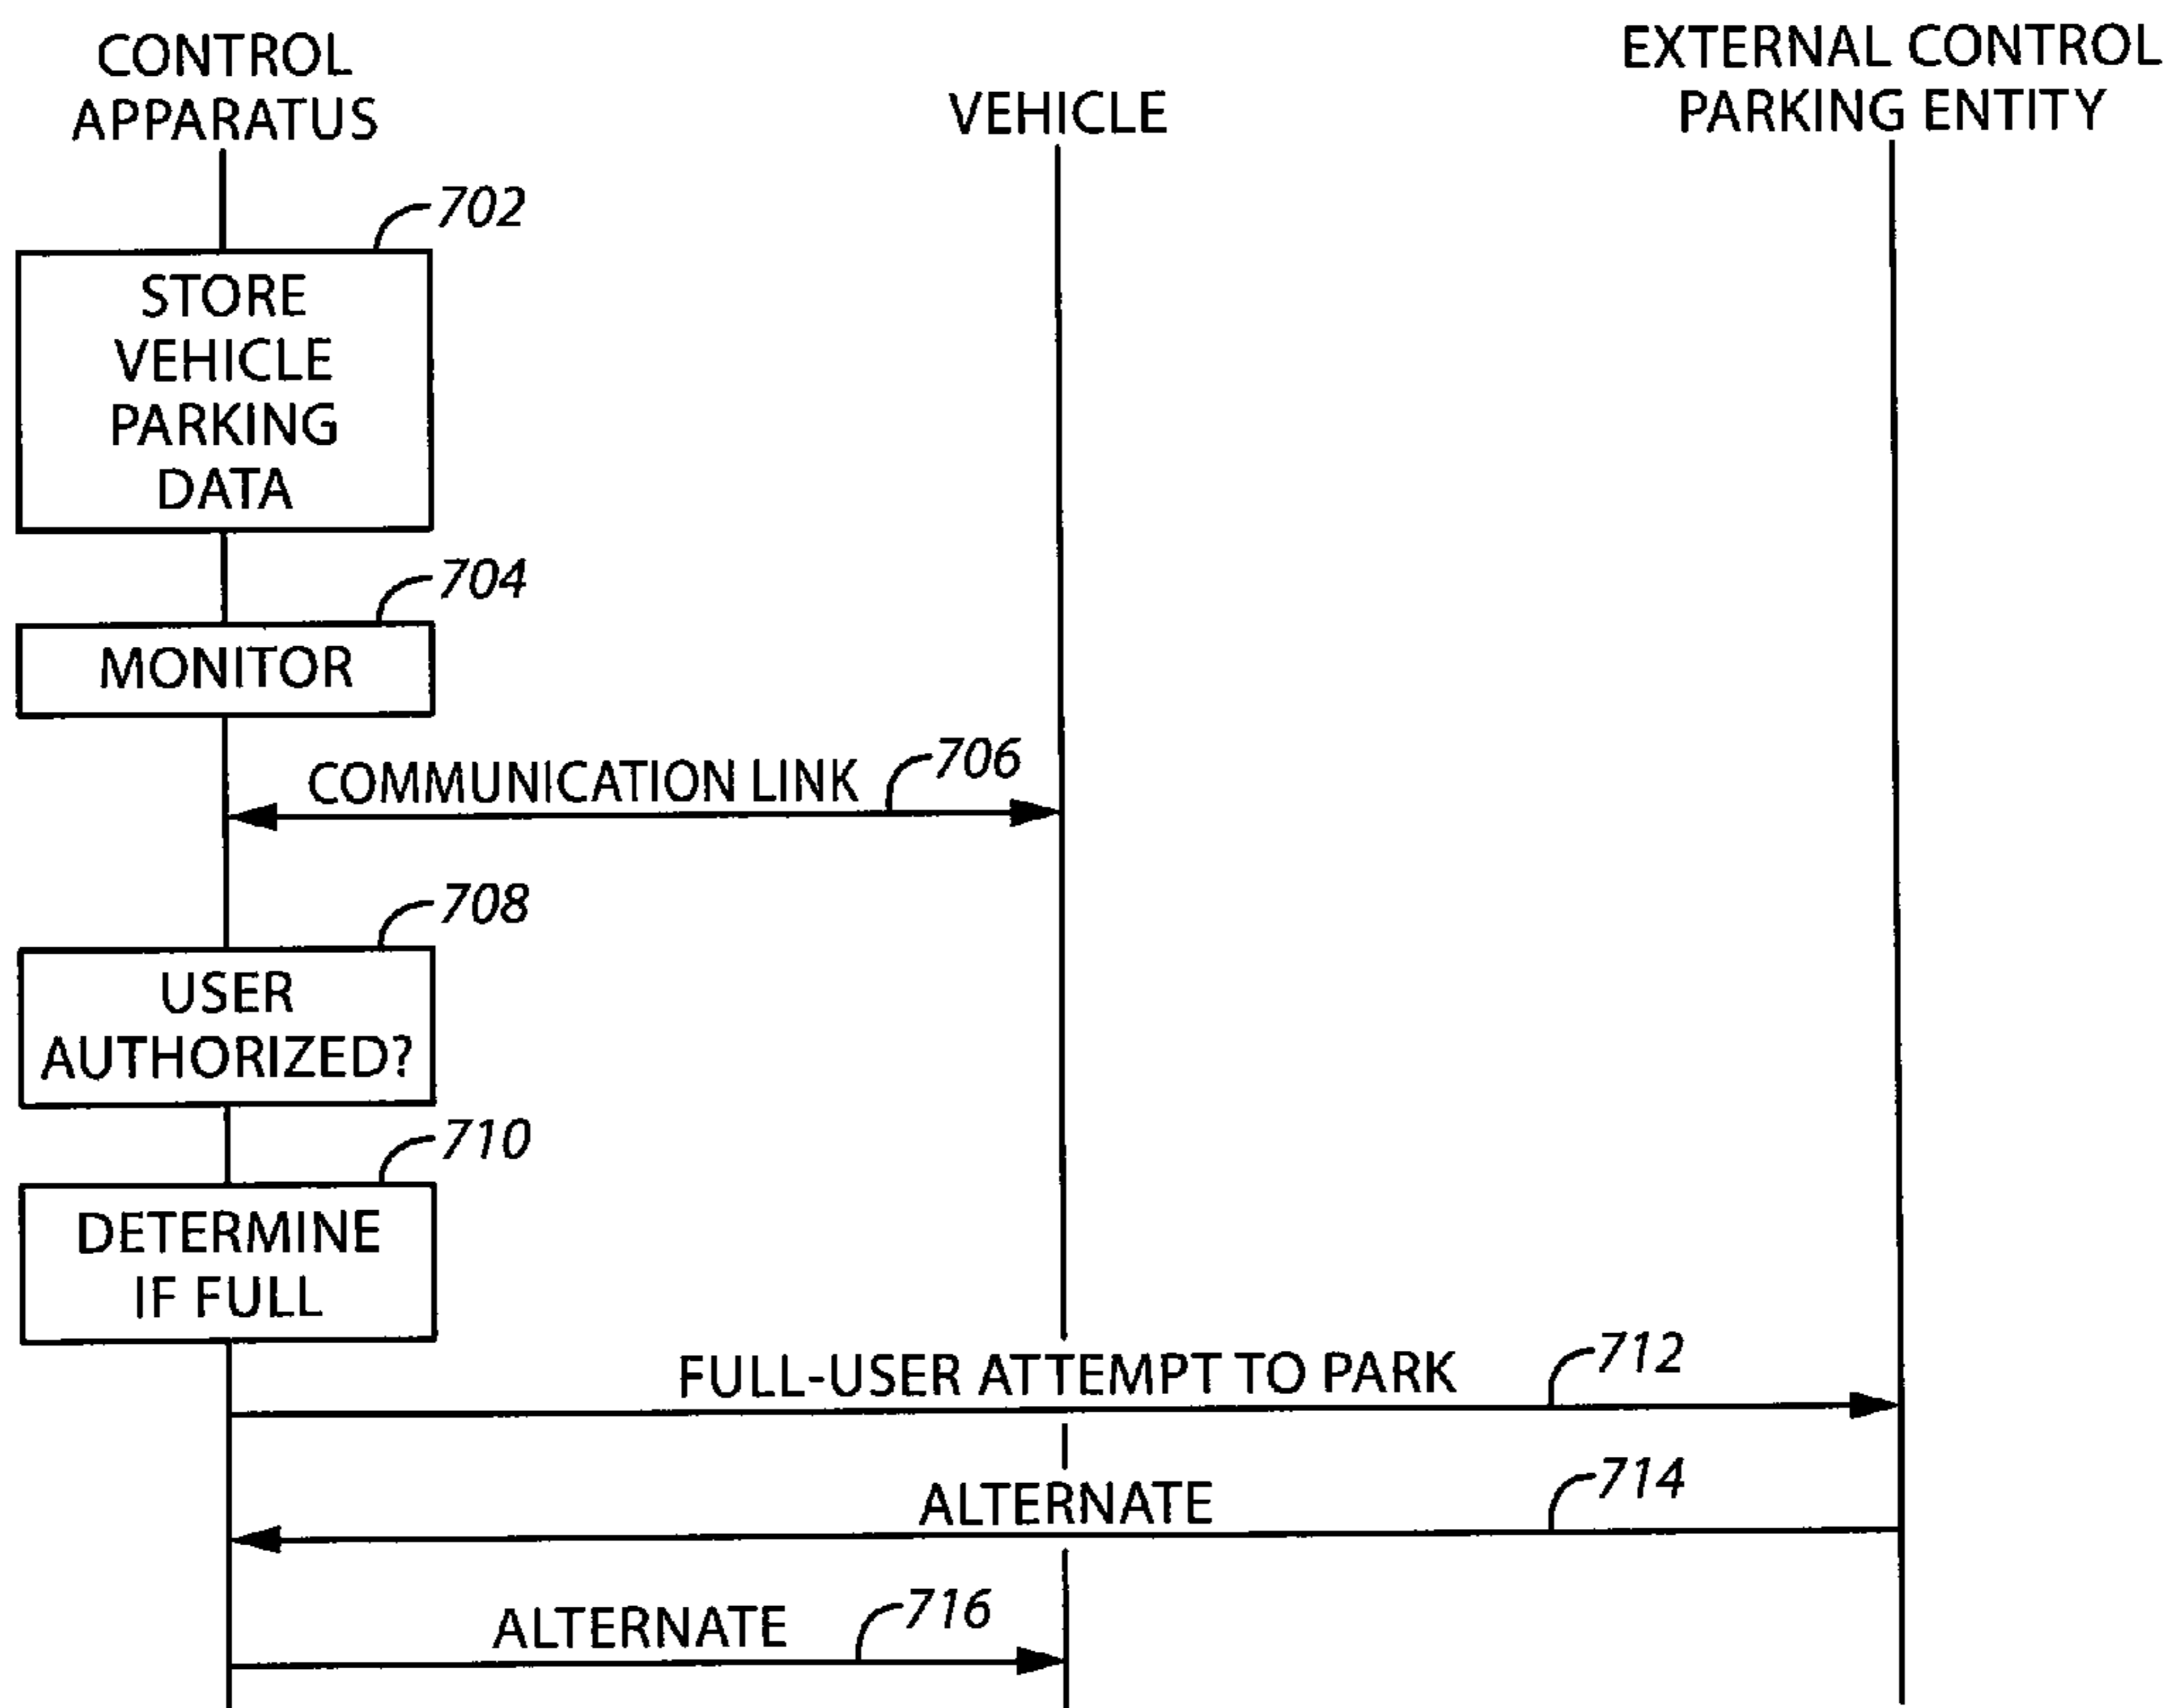 CONTROL
APPARATUS
VEHICLE
EXTERNAL CONTROL
PARKING ENTITY
702
STORE
VEHICLE
PARKING
DATA
704
MONITOR
COMMUNICATION LINK
706
708
USER
AUTHORIZED?
710
DETERMINE
IF FULL
FULL-USER ATTEMPT TO PARK
712
ALTERNATE
714
ALTERNATE
716